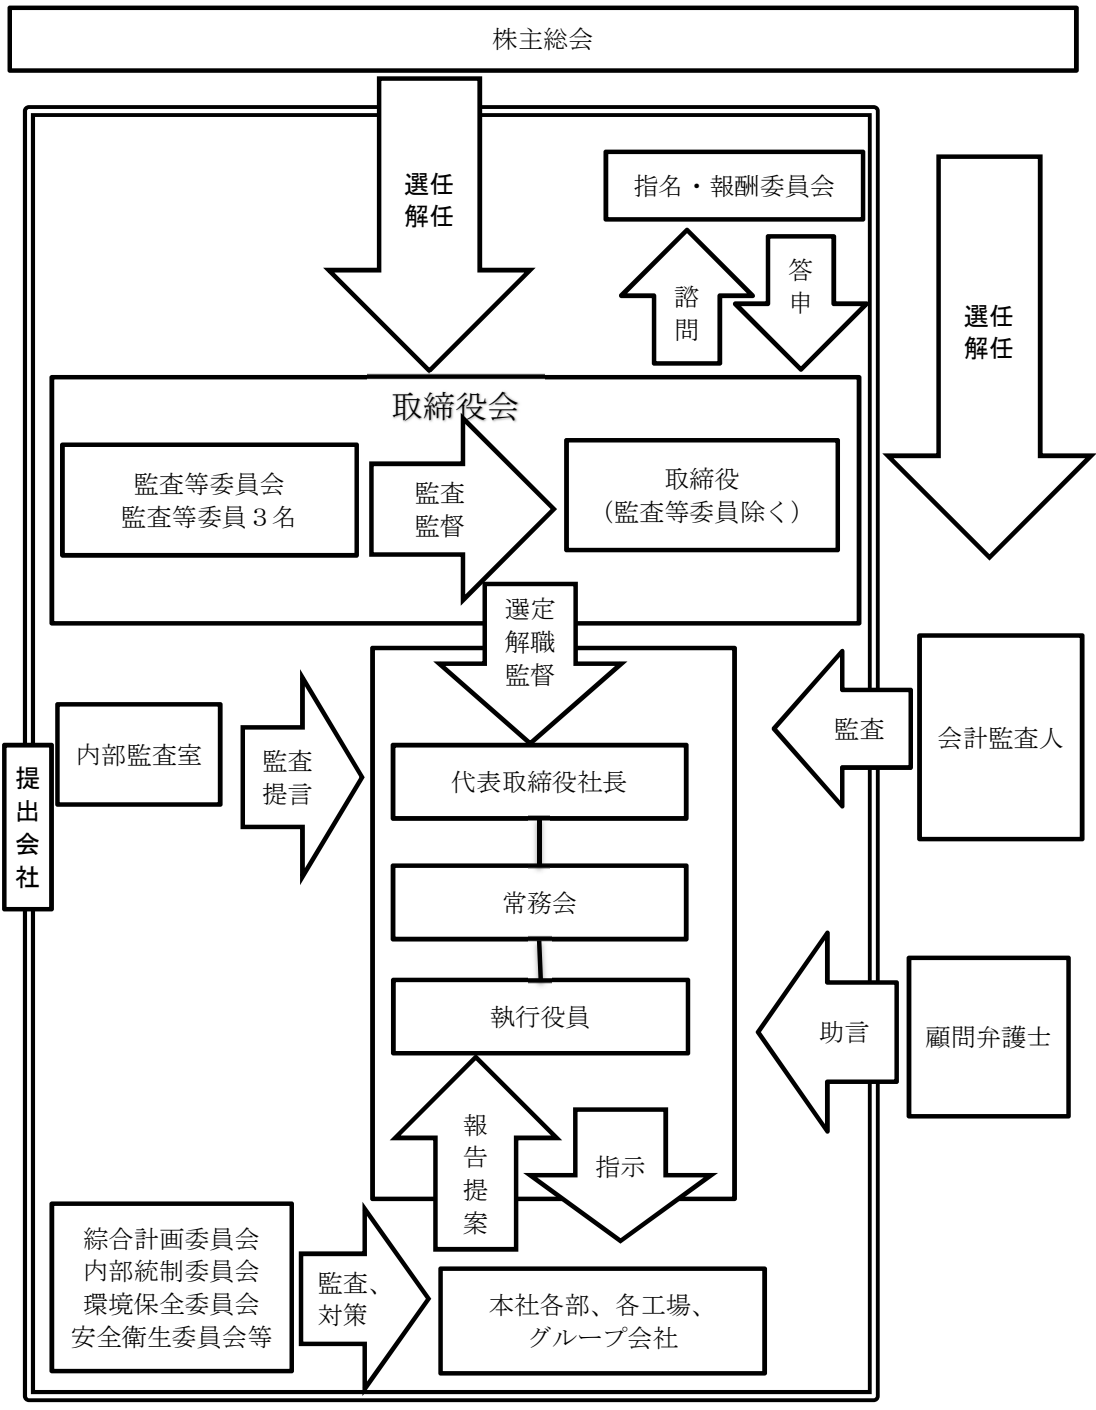 株主総会
選任
解任
指名・報酬委員会
諮
問
答
申
選任
解任
取締役会
監査等委員会
監査等委員３名
監査
監督
取締役
（監査等委員除く）
選定
解職
監督
内部監査室
監査
提言
代表取締役社長
監査
会計監査人
提
出
会
社
常務会
執行役員
助言
顧問弁護士
報
告
提
案
指示
綜合計画委員会
内部統制委員会
環境保全委員会
安全衛生委員会等
監査、
対策
本社各部、各工場、
グループ会社